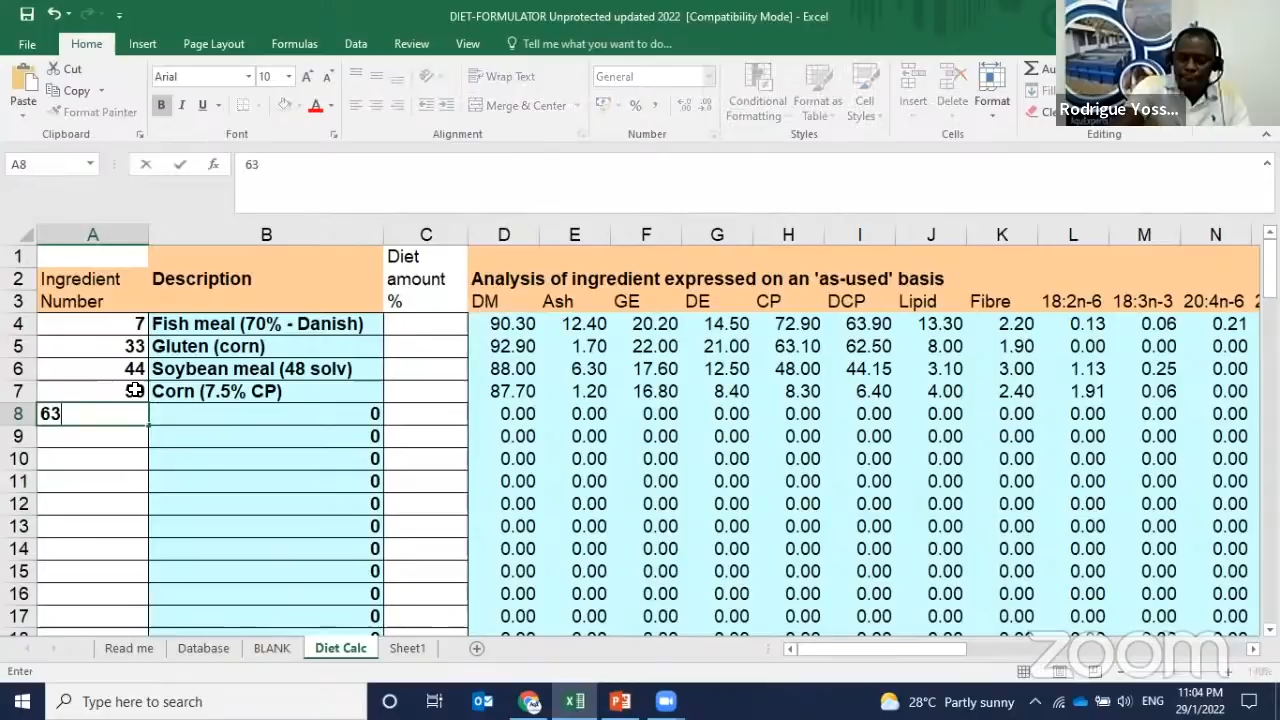 DIET-FORMULATOR Unprotected updated 2022 [Compatibility Mode] - Excel
File Home Insert Page Layout Formulas Data Review View Tell me what you want to do...
Rodrigue Yoss...
Paste
Cut
Copy
Format Painter
Clipboard
Arial 10
B I U
Font
Wrap Text
Merge & Center
Alignment
General
%
Number
Conditional Formatting
Format as Table
Cell Styles
Styles
Insert Delete Format
Cells
Editing
A8 fx 63
A B C D E F G H I J K L M N
1 Diet
2 Ingredient Description amount Analysis of ingredient expressed on an 'as-used' basis
3 Number % DM Ash GE DE CP DCP Lipid Fibre 18:2n-6 18:3n-3 20:4n-6
4 7 Fish meal (70% - Danish) 90.30 12.40 20.20 14.50 72.90 63.90 13.30 2.20 0.13 0.06 0.21
5 33 Gluten (corn) 92.90 1.70 22.00 21.00 63.10 62.50 8.00 1.90 0.00 0.00 0.00
6 44 Soybean meal (48 solv) 88.00 6.30 17.60 12.50 48.00 44.15 3.10 3.00 1.13 0.25 0.00
7 Corn (7.5% CP) 87.70 1.20 16.80 8.40 8.30 6.40 4.00 2.40 1.91 0.06 0.00
8 63 0 0.00 0.00 0.00 0.00 0.00 0.00 0.00 0.00 0.00 0.00 0.00
9 0 0.00 0.00 0.00 0.00 0.00 0.00 0.00 0.00 0.00 0.00 0.00
10 0 0.00 0.00 0.00 0.00 0.00 0.00 0.00 0.00 0.00 0.00 0.00
11 0 0.00 0.00 0.00 0.00 0.00 0.00 0.00 0.00 0.00 0.00 0.00
12 0 0.00 0.00 0.00 0.00 0.00 0.00 0.00 0.00 0.00 0.00 0.00
13 0 0.00 0.00 0.00 0.00 0.00 0.00 0.00 0.00 0.00 0.00 0.00
14 0 0.00 0.00 0.00 0.00 0.00 0.00 0.00 0.00 0.00 0.00 0.00
15 0 0.00 0.00 0.00 0.00 0.00 0.00 0.00 0.00 0.00 0.00 0.00
16 0 0.00 0.00 0.00 0.00 0.00 0.00 0.00 0.00 0.00 0.00 0.00
17 0 0.00 0.00 0.00 0.00 0.00 0.00 0.00 0.00 0.00 0.00 0.00
Read me Database BLANK Diet Calc Sheet1
zoom
Enter
Type here to search
28°C Partly sunny
ENG
11:04 PM
29/1/2022